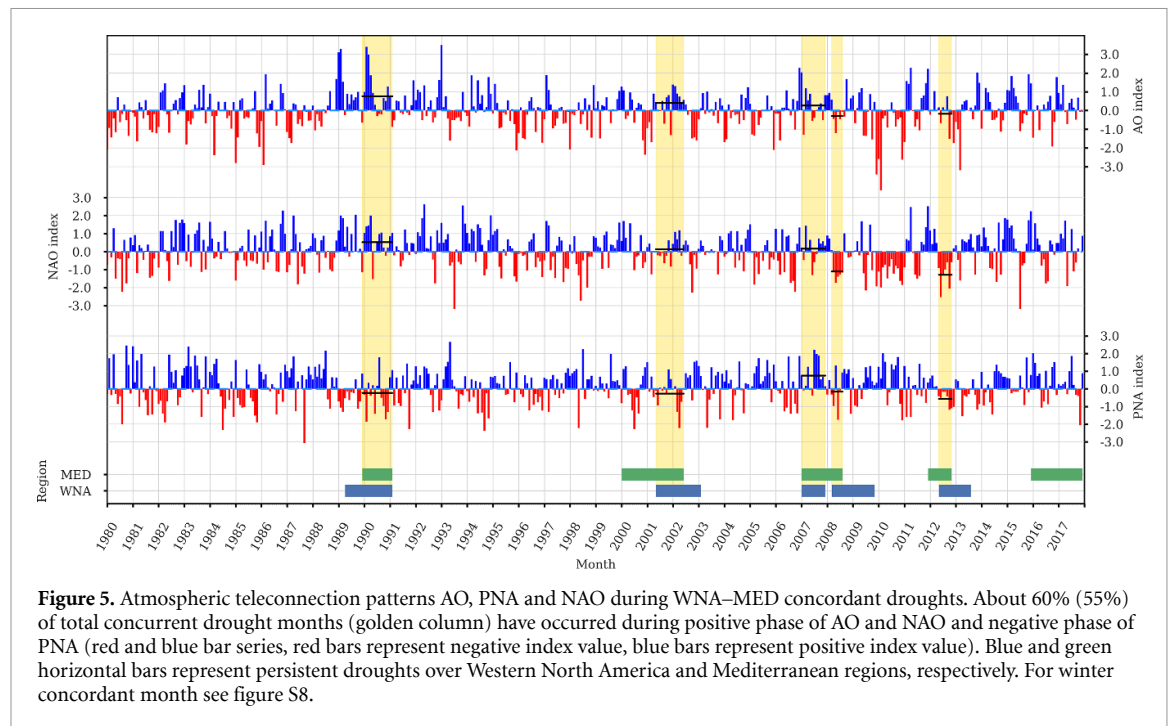 3.0
2.0
1.0
0.0
-1.0
-2.0
-3.0
AO index
3.0
2.0
1.0
0.0
-1.0
-2.0
-3.0
NAO index
3.0
2.0
1.0
0.0
-1.0
-2.0
-3.0
PNA index
MED
WNA
Region
1980 1981 1982 1983 1984 1985 1986 1987 1988 1989 1990 1991 1992 1993 1994 1995 1996 1997 1998 1999 2000 2001 2002 2003 2004 2005 2006 2007 2008 2009 2010 2011 2012 2013 2014 2015 2016 2017
Month
Figure 5. Atmospheric teleconnection patterns AO, PNA and NAO during WNA–MED concordant droughts. About 60% (55%)
of total concurrent drought months (golden column) have occurred during positive phase of AO and NAO and negative phase of
PNA (red and blue bar series, red bars represent negative index value, blue bars represent positive index value). Blue and green
horizontal bars represent persistent droughts over Western North America and Mediterranean regions, respectively. For winter
concordant month see figure S8.